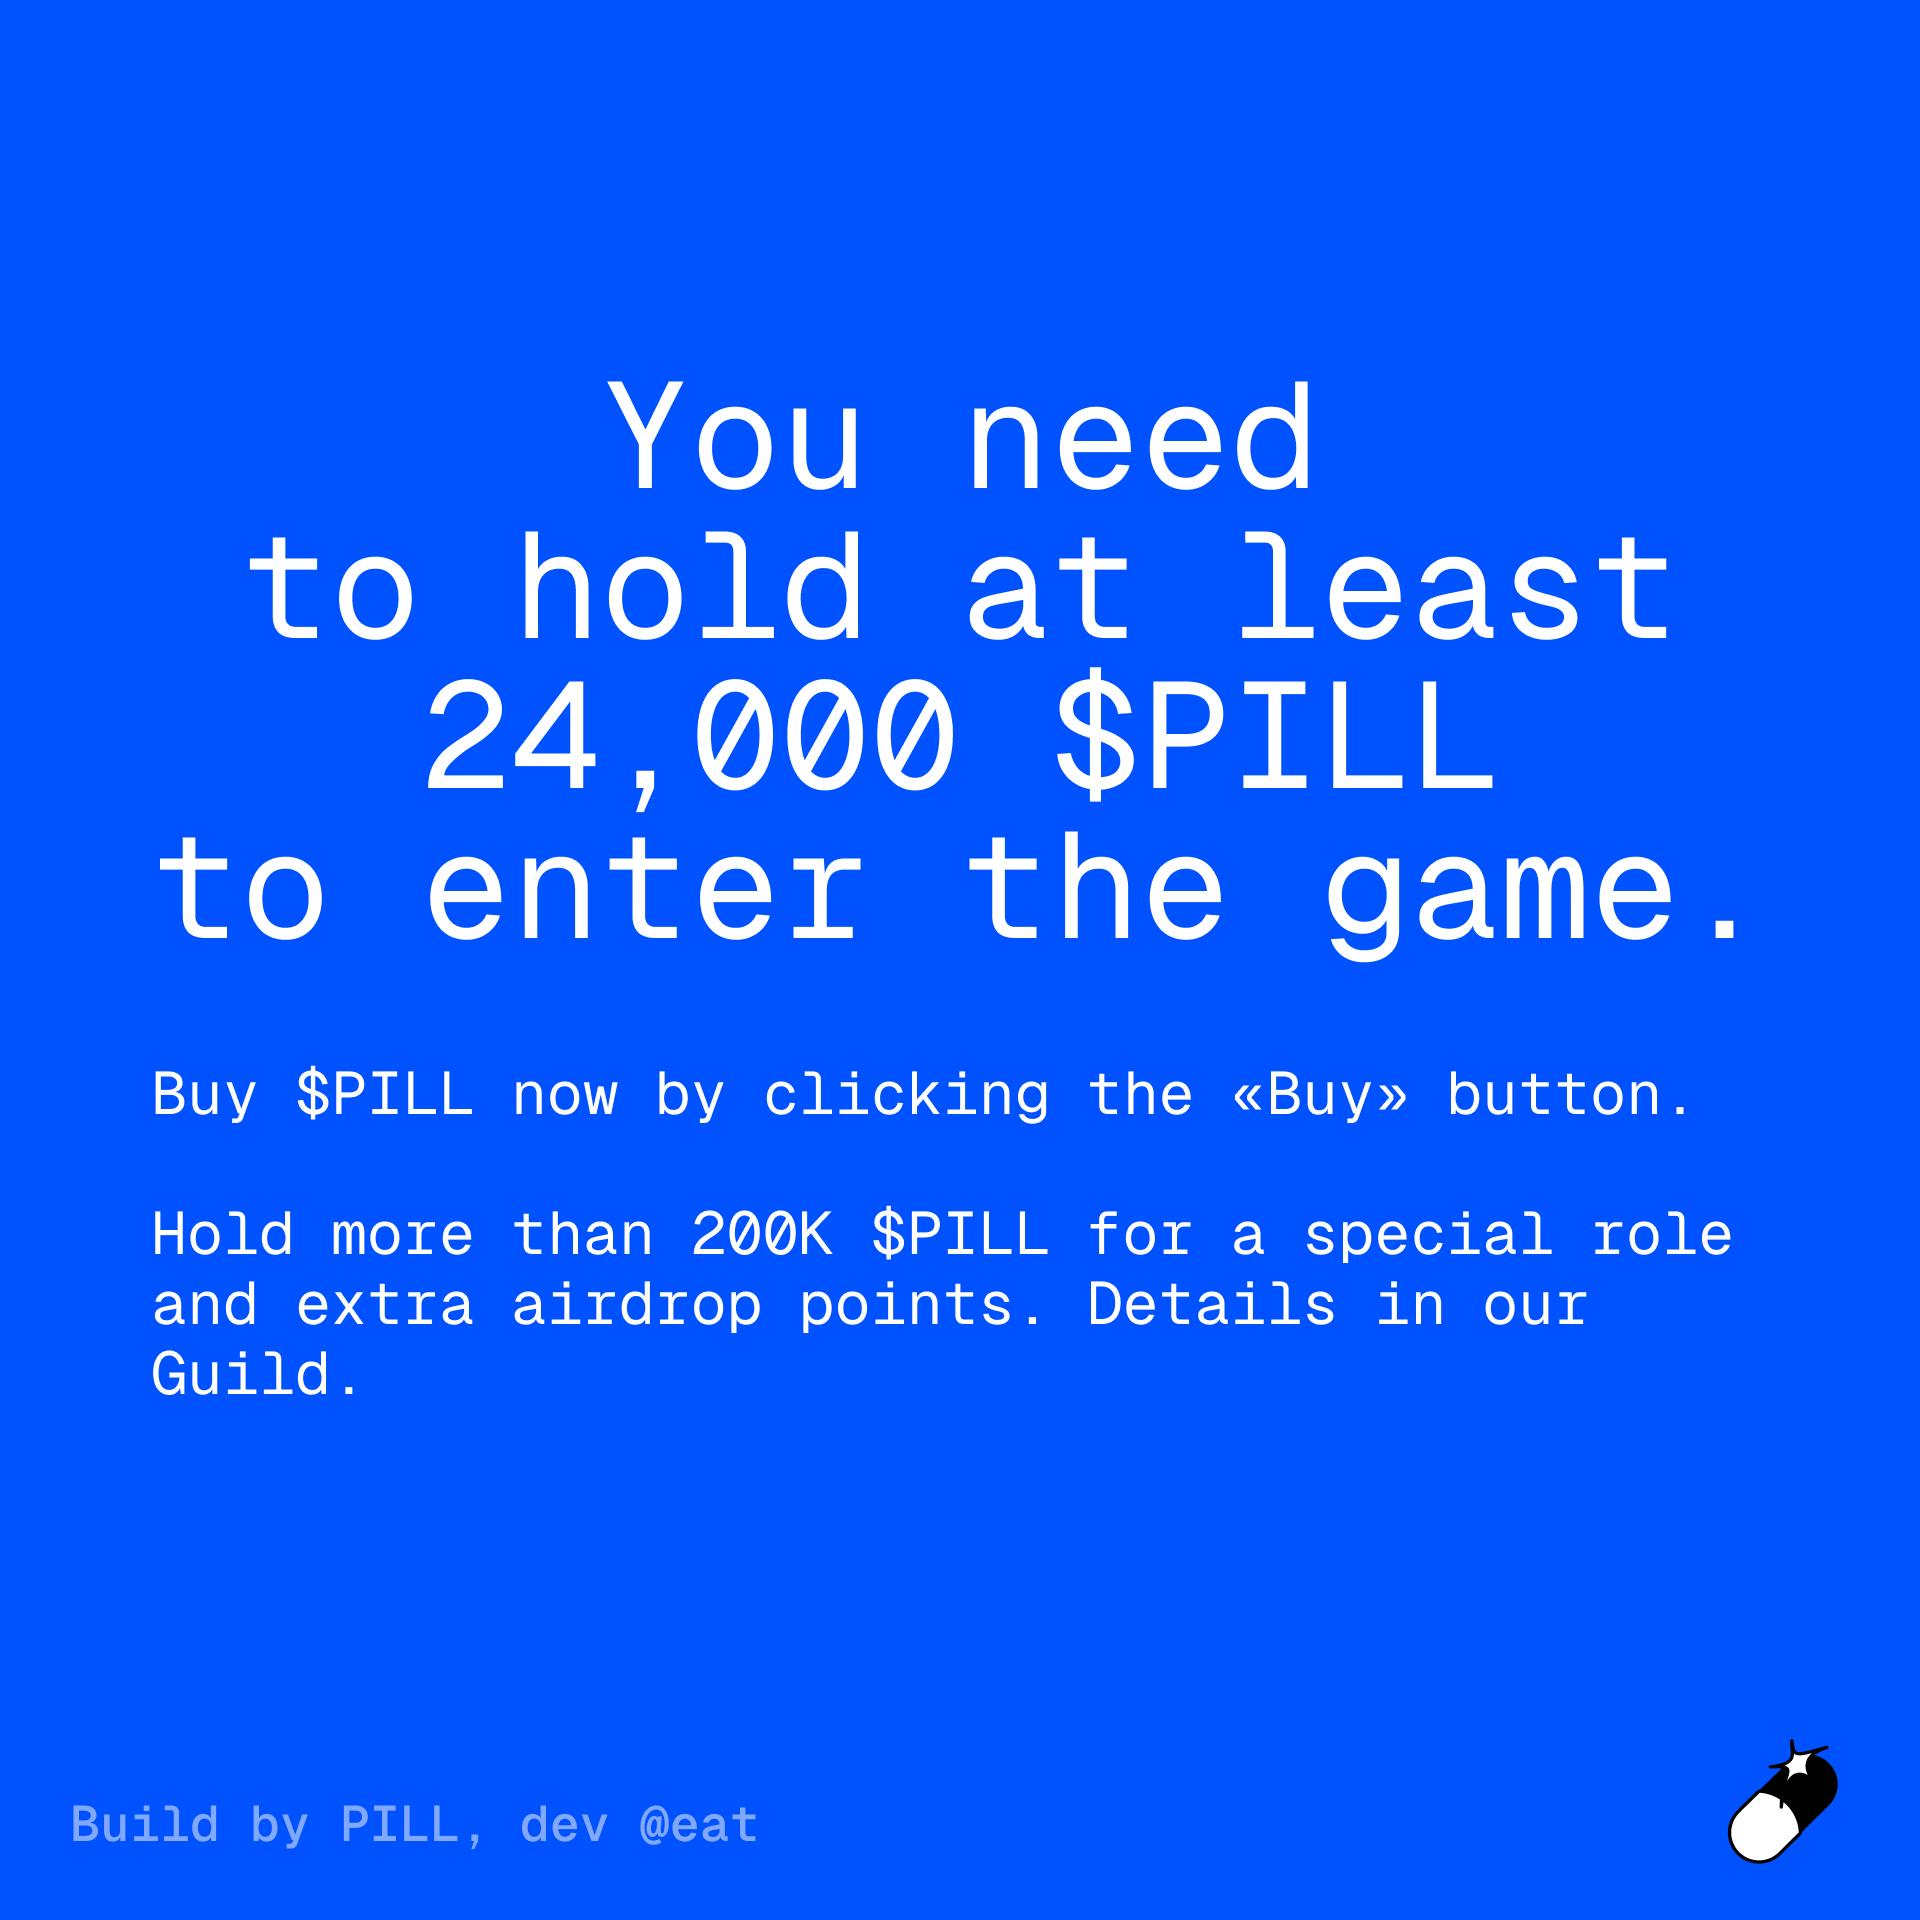 You need
to hold at least
24,000 $PILL
to enter the game.
Buy $PILL now by clicking the «Buy» button.
Hold more than 200K $PILL for a special role
and extra airdrop points. Details in our
Guild.
Build by PILL, dev @eat